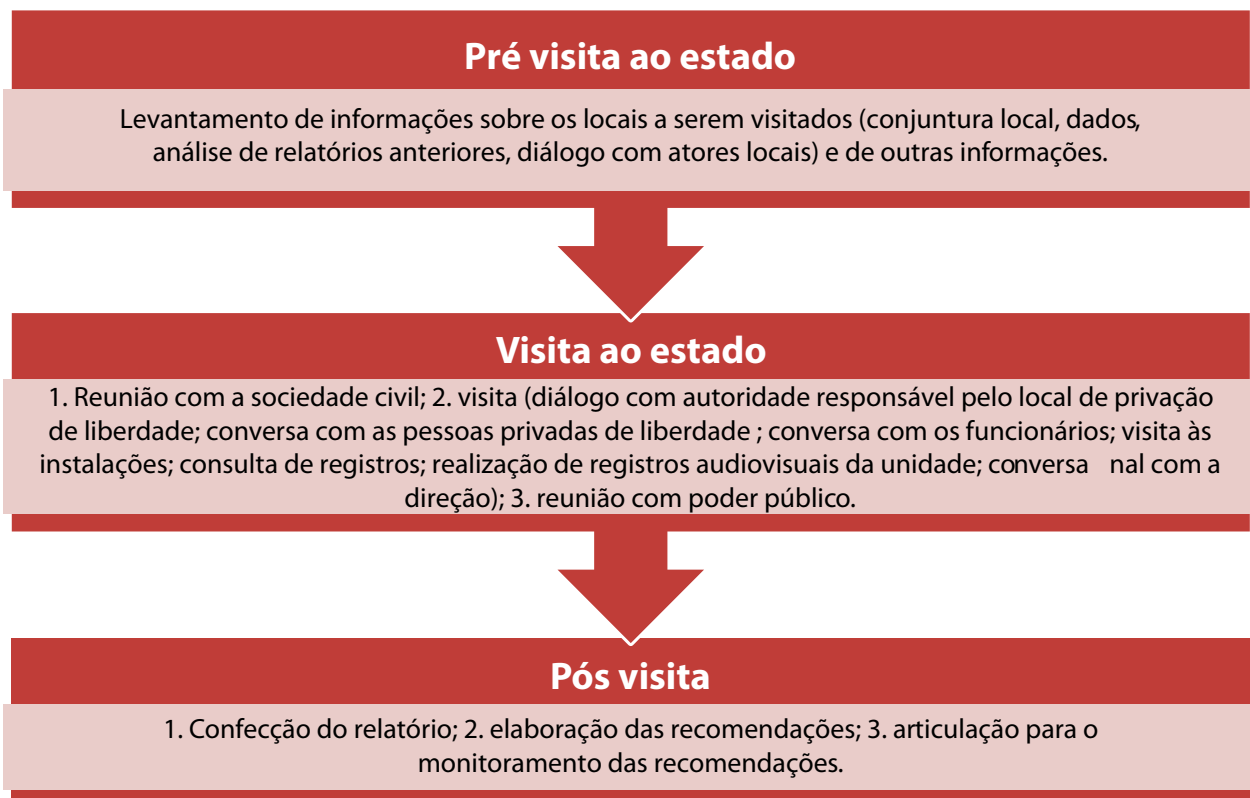 Pré visita ao estado
Levantamento de informações sobre os locais a serem visitados (conjuntura local, dados,
análise de relatórios anteriores, diálogo com atores locais) e de outras informações.
Visita ao estado
1. Reunião com a sociedade civil; 2. visita (diálogo com autoridade responsável pelo local de privação
de liberdade; conversa com as pessoas privadas de liberdade ; conversa com os funcionários; visita às
instalações; consulta de registros; realização de registros audiovisuais da unidade; conversa nal com a
direção); 3. reunião com poder público.
Pós visita
1. Confecção do relatório; 2. elaboração das recomendações; 3. articulação para o
monitoramento das recomendações.